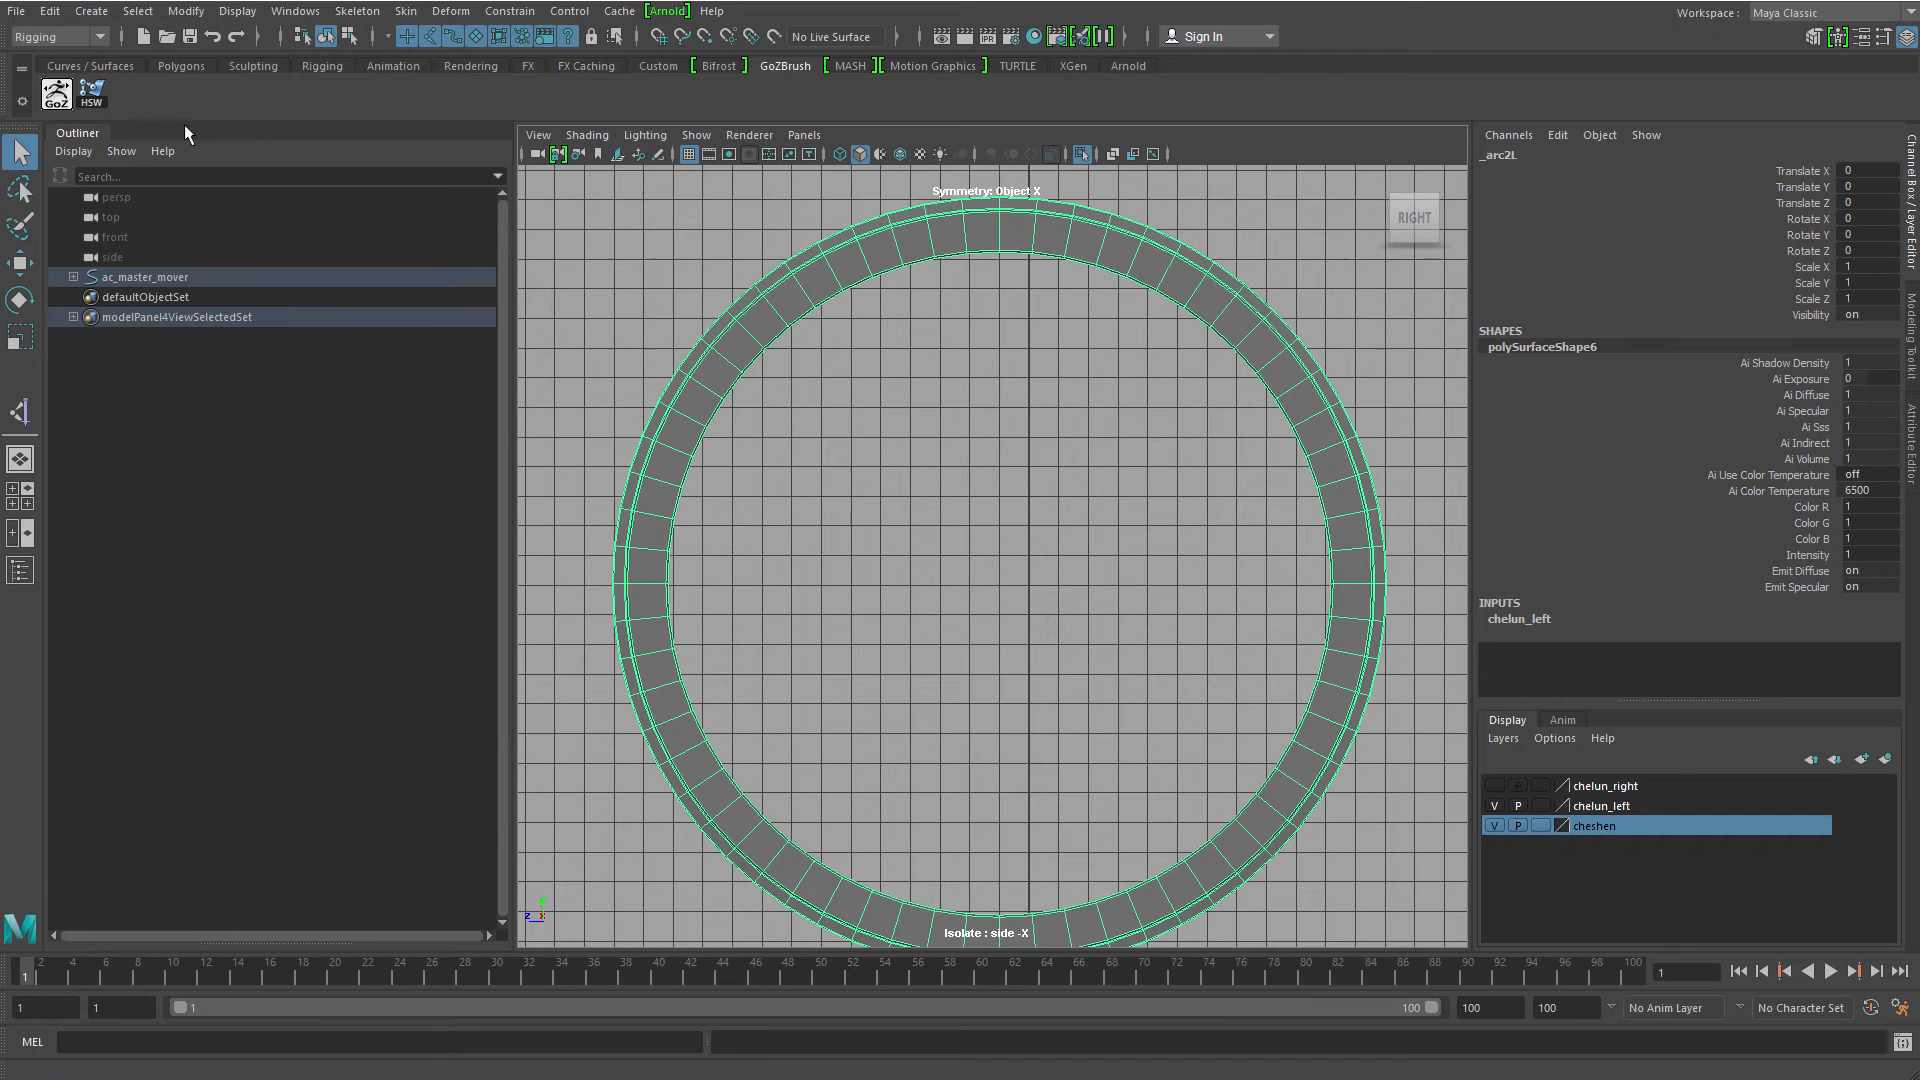 File Edit Create Select Modify Display Windows Skeleton Skin Deform Constrain Control Cache [Arnold] Help
Workspace : Maya Classic
Rigging No Live Surface Sign In
Curves / Surfaces Polygons Sculpting Rigging Animation Rendering FX FX Caching Custom Bifrost GoZBrush MASH Motion Graphics TURTLE XGen Arnold
GoZ HSW
Outliner
Display Show Help
Search...
persp
top
front
side
ac_master_mover
defaultObjectSet
modelPanel4ViewSelectedSet
View Shading Lighting Show Renderer Panels
Symmetry: Object X
RIGHT
Isolate : side -X
Channels Edit Object Show
_arc2L
Translate X 0
Translate Y 0
Translate Z 0
Rotate X 0
Rotate Y 0
Rotate Z 0
Scale X 1
Scale Y 1
Scale Z 1
Visibility on
SHAPES
polySurfaceShape6
Ai Shadow Density 1
Ai Exposure 0
Ai Diffuse 1
Ai Specular 1
Ai Sss 1
Ai Indirect 1
Ai Volume 1
Ai Use Color Temperature off
Ai Color Temperature 6500
Color R 1
Color G 1
Color B 1
Intensity 1
Emit Diffuse on
Emit Specular on
INPUTS
chelun_left
Display Anim
Layers Options Help
chelun_right
V P chelun_left
V P cheshen
Channel Box / Layer Editor
Modeling Toolkit
Attribute Editor
2 4 6 8 10 12 14 16 18 20 22 24 26 28 30 32 34 36 38 40 42 44 46 48 50 52 54 56 58 60 62 64 66 68 70 72 74 76 78 80 82 84 86 88 90 92 94 96 98 100
1 1
1 1 1 100 100 100 No Anim Layer No Character Set
MEL